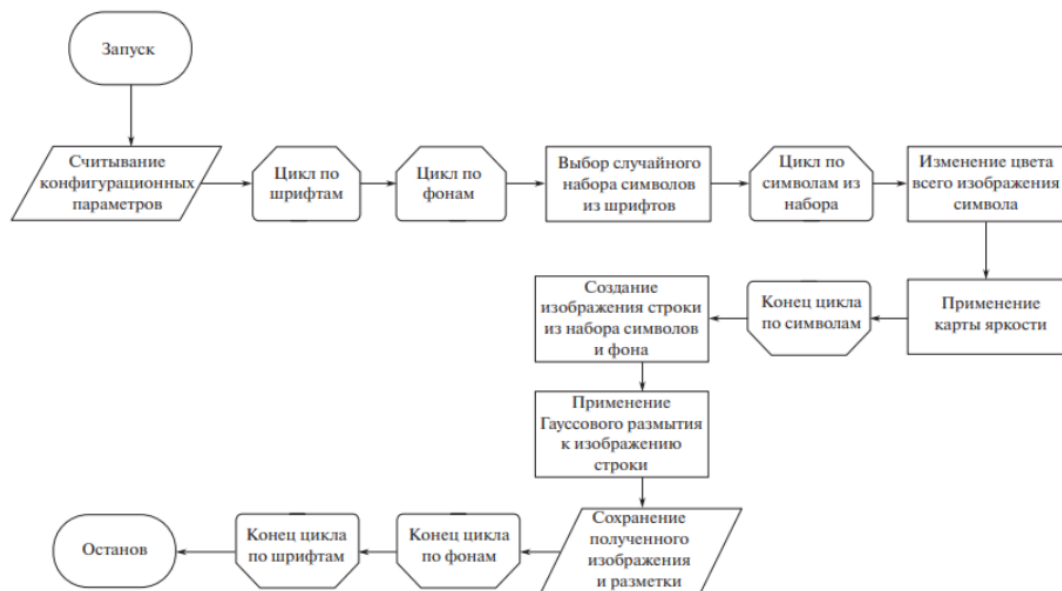 Запуск
Считывание
конфигурационных
параметров
Цикл по
шрифтам
Цикл по
фонам
Выбор случайного
набора символов
из шрифтов
Цикл по
символам из
набора
Изменение цвета
всего изображения
символа
Применение
карты яркости
Конец цикла
по символам
Создание
изображения строки
из набора символов
и фона
Применение
Гауссового размытия
к изображению
строки
Сохранение
полученного
изображения
и разметки
Конец цикла
по фонам
Конец цикла
по шрифтам
Останов